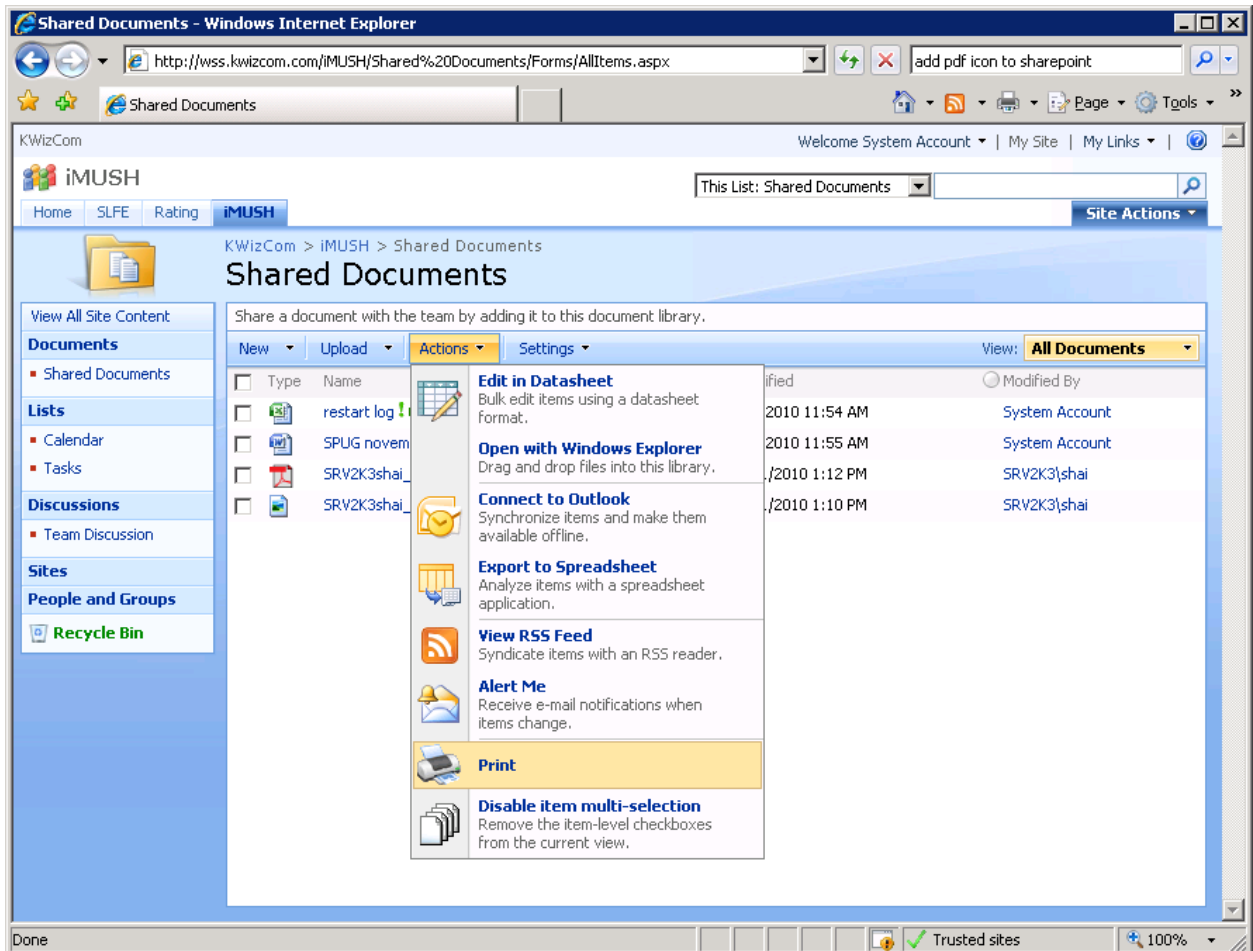 Shared Documents - Windows Internet Explorer
http://wss.kwizcom.com/iMUSH/Shared%20Documents/Forms/AllItems.aspx
add pdf icon to sharepoint
Shared Documents
Page
Tools
KWizCom
Welcome System Account | My Site | My Links |
iMUSH
This List: Shared Documents
Home SLFE Rating iMUSH
Site Actions
KWizCom > iMUSH > Shared Documents
Shared Documents
View All Site Content
Share a document with the team by adding it to this document library.
Documents
New Upload Actions Settings
View: All Documents
Shared Documents
Type Name
Modified By
Lists
restart log
2010 11:54 AM
System Account
Calendar
SPUG
2010 11:55 AM
System Account
Tasks
SRV2K3shai_
/2010 1:12 PM
SRV2K3\shai
Discussions
SRV2K3shai_
/2010 1:10 PM
SRV2K3\shai
Team Discussion
Sites
People and Groups
Recycle Bin
Edit in Datasheet
Bulk edit items using a datasheet
format.
Open with Windows Explorer
Drag and drop files into this library.
Connect to Outlook
Synchronize items and make them
available offline.
Export to Spreadsheet
Analyze items with a spreadsheet
application.
View RSS Feed
Syndicate items with an RSS reader.
Alert Me
Receive e-mail notifications when
items change.
Print
Disable item multi-selection
Remove the item-level checkboxes
from the current view.
Done
Trusted sites
100%